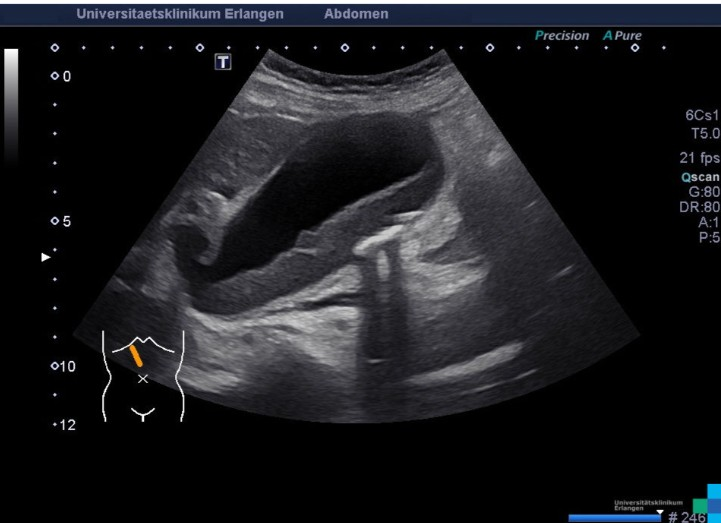 Universitaetsklinikum Erlangen Abdomen
Precision A Pure
T
0
5
10
12
6Cs1
T5.0
21 fps
Qscan
G:80
DR:80
A:1
P:5
Universitätsklinikum
Erlangen
#246